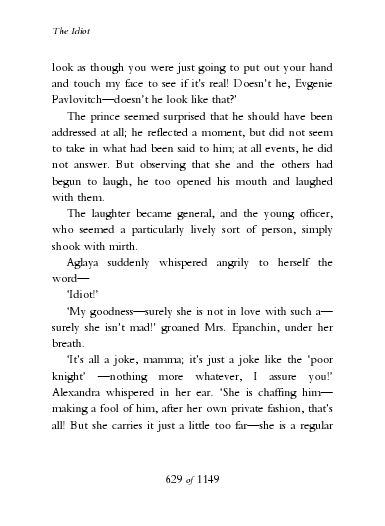 The Idiot
look as though you were just going to put out your hand
and touch my face to see if it's real! Doesn't he, Evgenie
Pavlovitch—doesn't he look like that?'
The prince seemed surprised that he should have been
addressed at all; he reflected a moment, but did not seem
to take in what had been said to him; at all events, he did
not answer. But observing that she and the others had
begun to laugh, he too opened his mouth and laughed
with them.
The laughter became general, and the young officer,
who seemed a particularly lively sort of person, simply
shook with mirth.
Aglaya suddenly whispered angrily to herself the
word—
'Idiot!'
'My goodness—surely she is not in love with such a—
surely she isn't mad!' groaned Mrs. Epanchin, under her
breath.
'It's all a joke, mamma; it's just a joke like the 'poor
knight' —nothing more whatever, I assure you!'
Alexandra whispered in her ear. 'She is chaffing him—
making a fool of him, after her own private fashion, that's
all! But she carries it just a little too far—she is a regular
629 of 1149